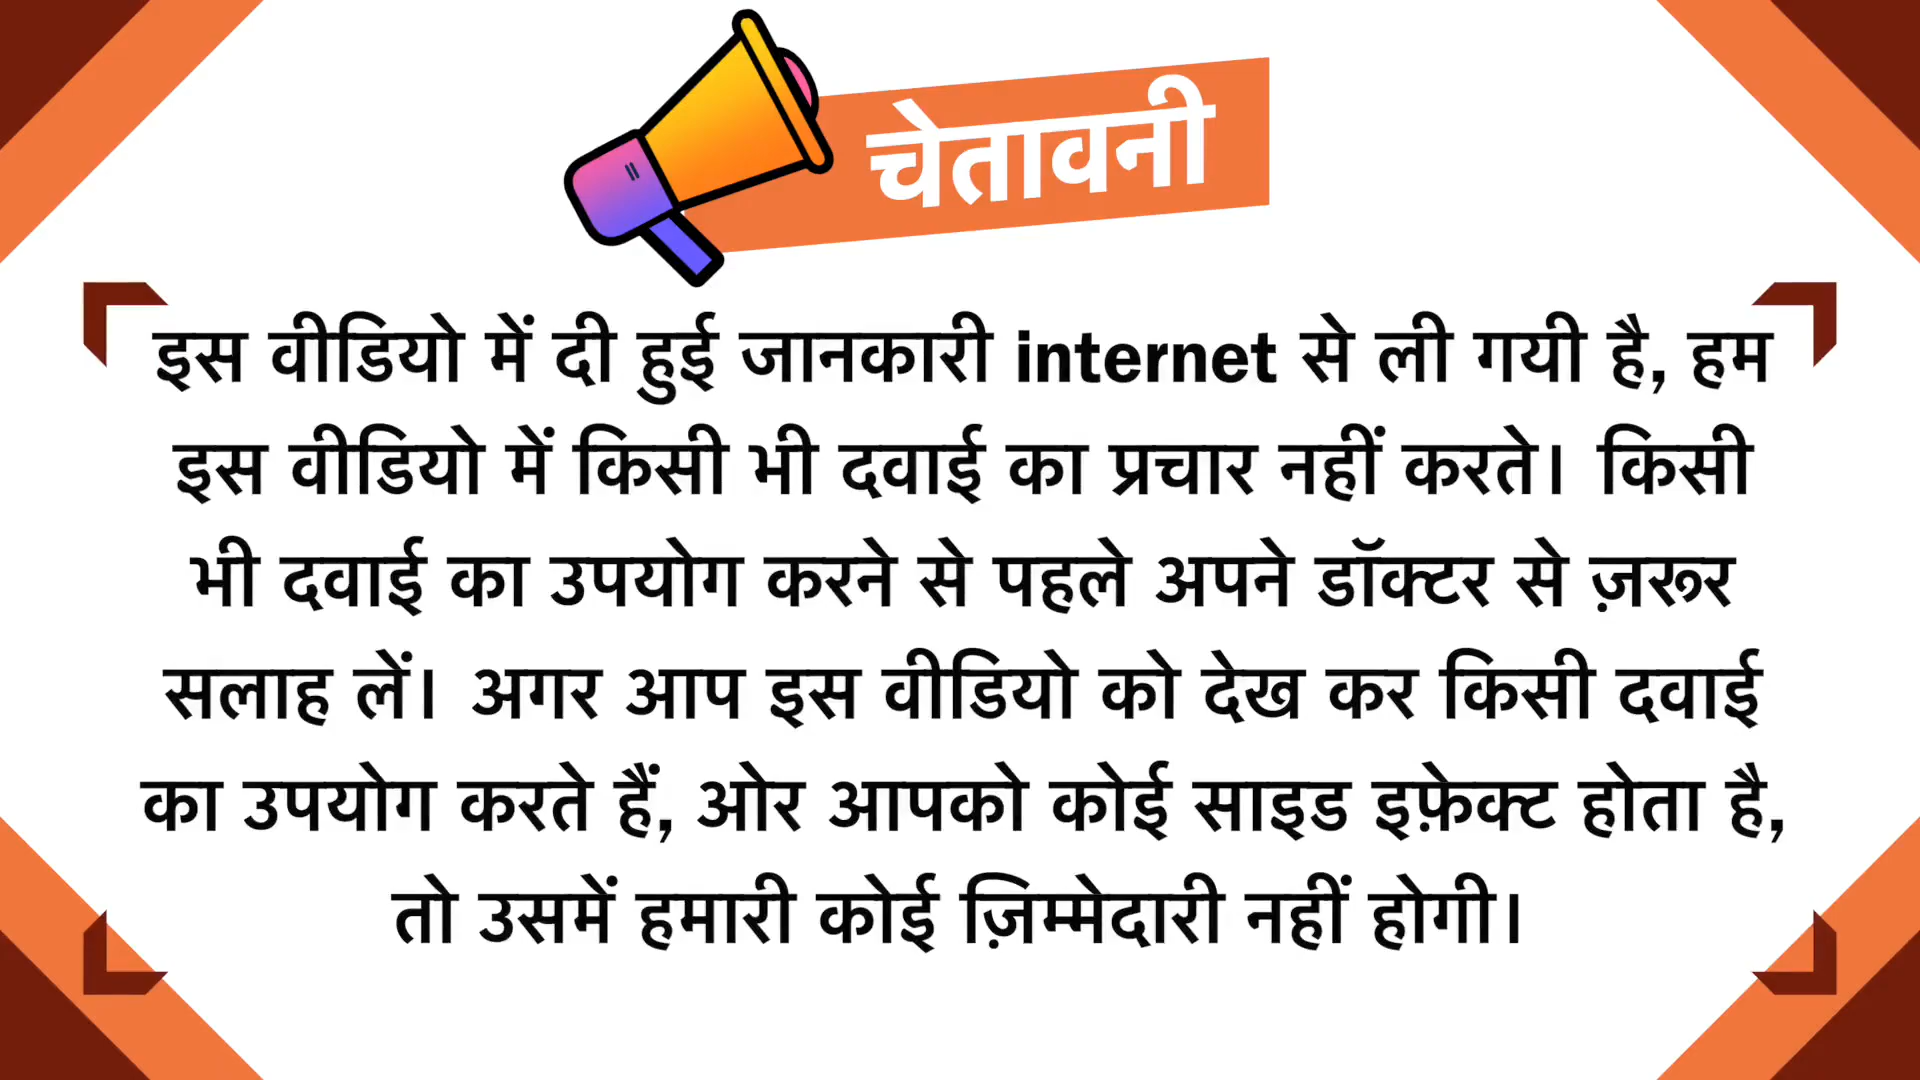 चेतावनी
इस वीडियो में दी हुई जानकारी internet से ली गयी है, हम
इस वीडियो में किसी भी दवाई का प्रचार नहीं करते। किसी
भी दवाई का उपयोग करने से पहले अपने डॉक्टर से ज़रूर
सलाह लें। अगर आप इस वीडियो को देख कर किसी दवाई
का उपयोग करते हैं, ओर आपको कोई साइड इफ़ेक्ट होता है,
तो उसमें हमारी कोई ज़िम्मेदारी नहीं होगी।